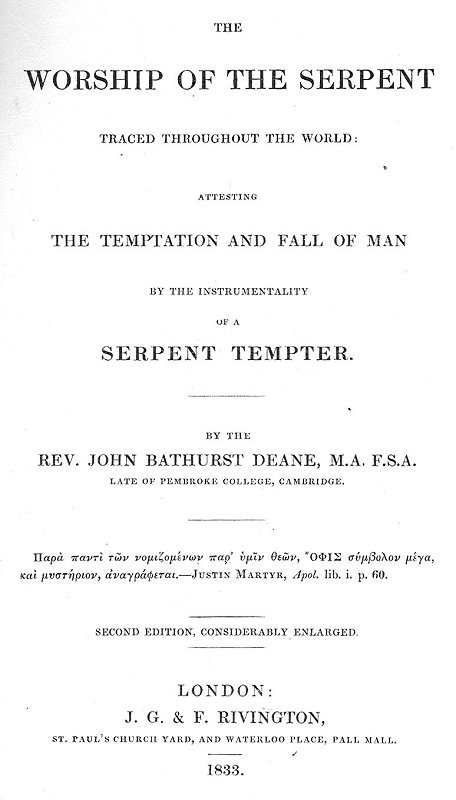 THE
WORSHIP OF THE SERPENT
TRACED THROUGHOUT THE WORLD:
ATTESTING
THE TEMPTATION AND FALL OF MAN
BY THE INSTRUMENTALITY
OF A
SERPENT TEMPTER.
BY THE
REV. JOHN BATHURST DEANE, M.A. F.S.A.
LATE OF PEMBROKE COLLEGE, CAMBRIDGE.
Παρὰ παντὶ τῶν νομιζομένων παρ' ὑμῖν θεῶν, ὌΦΙΣ σύμβολον μέγα,
καὶ μυστήριον, ἀναγράφεται.—JUSTIN MARTYR, Apol. lib. i. p. 60.
SECOND EDITION, CONSIDERABLY ENLARGED.
LONDON:
J. G. & F. RIVINGTON,
ST. PAUL'S CHURCH YARD, AND WATERLOO PLACE, PALL MALL.
1833.